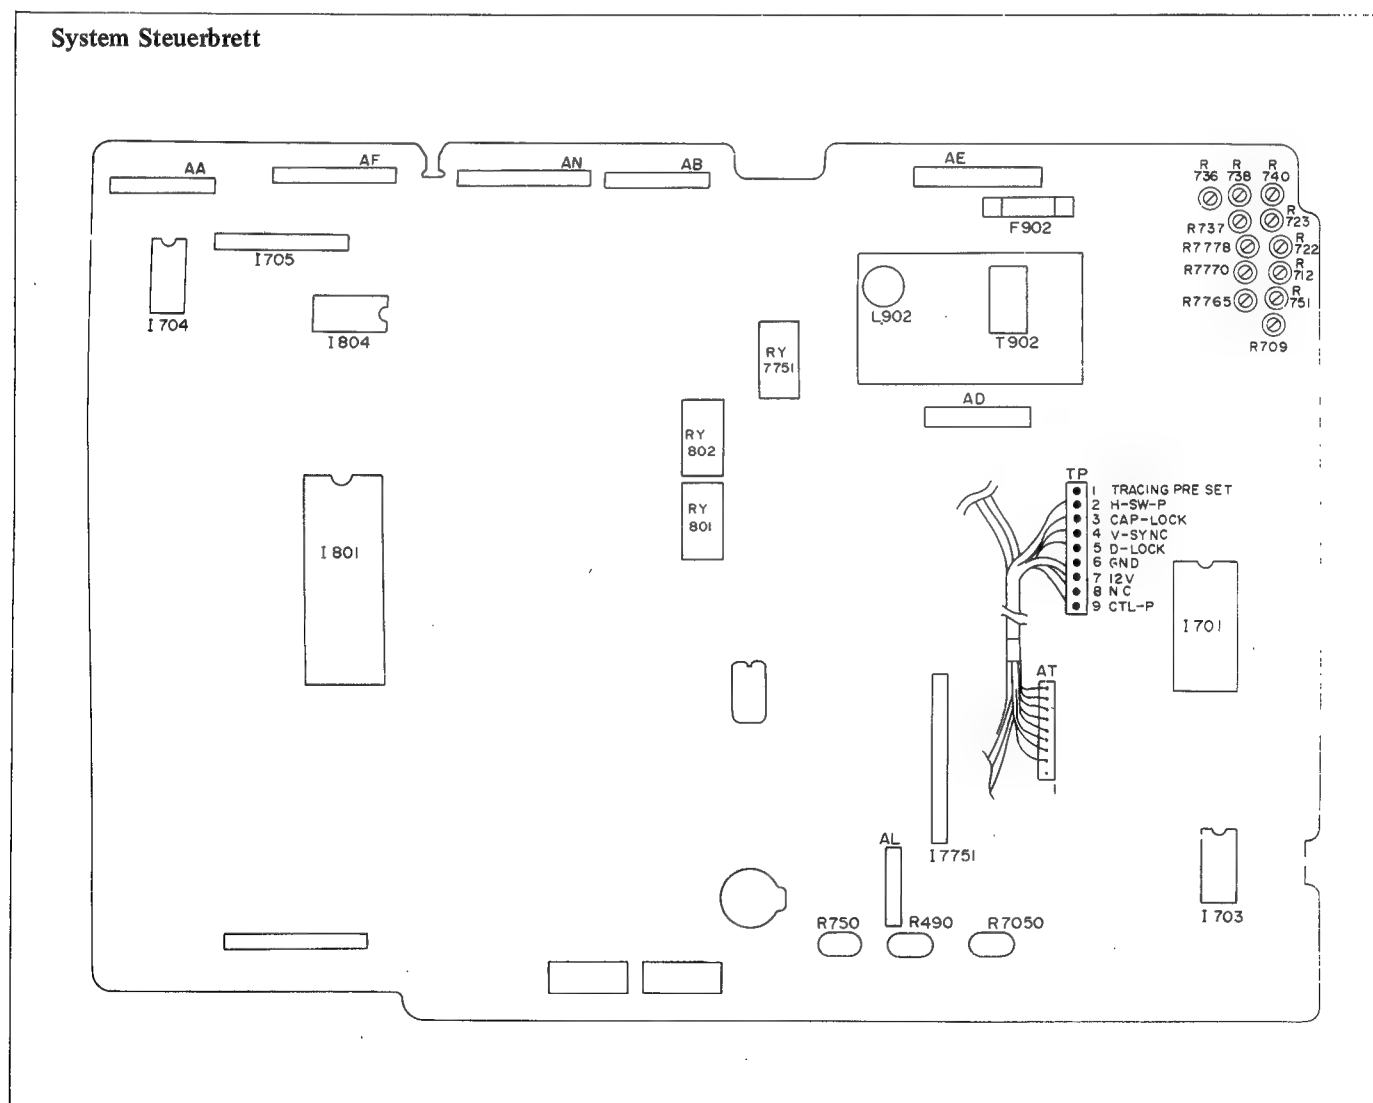 System Steuerbrett
AA
AF
AN
AB
AE
R 736
R 738
R 740
F902
R737
R 723
R7778
R 722
R7770
R 712
R7765
R 751
R709
I705
I704
I804
L902
T902
RY 7751
AD
RY 802
RY 801
I801
TP
1 TRACING PRE SET
2 H-SW-P
3 CAP-LOCK
4 V-SYNC
5 D-LOCK
6 GND
7 12V
8 NC
9 CTL-P
I701
AT
1
AL
I7751
I703
R750
R490
R7050